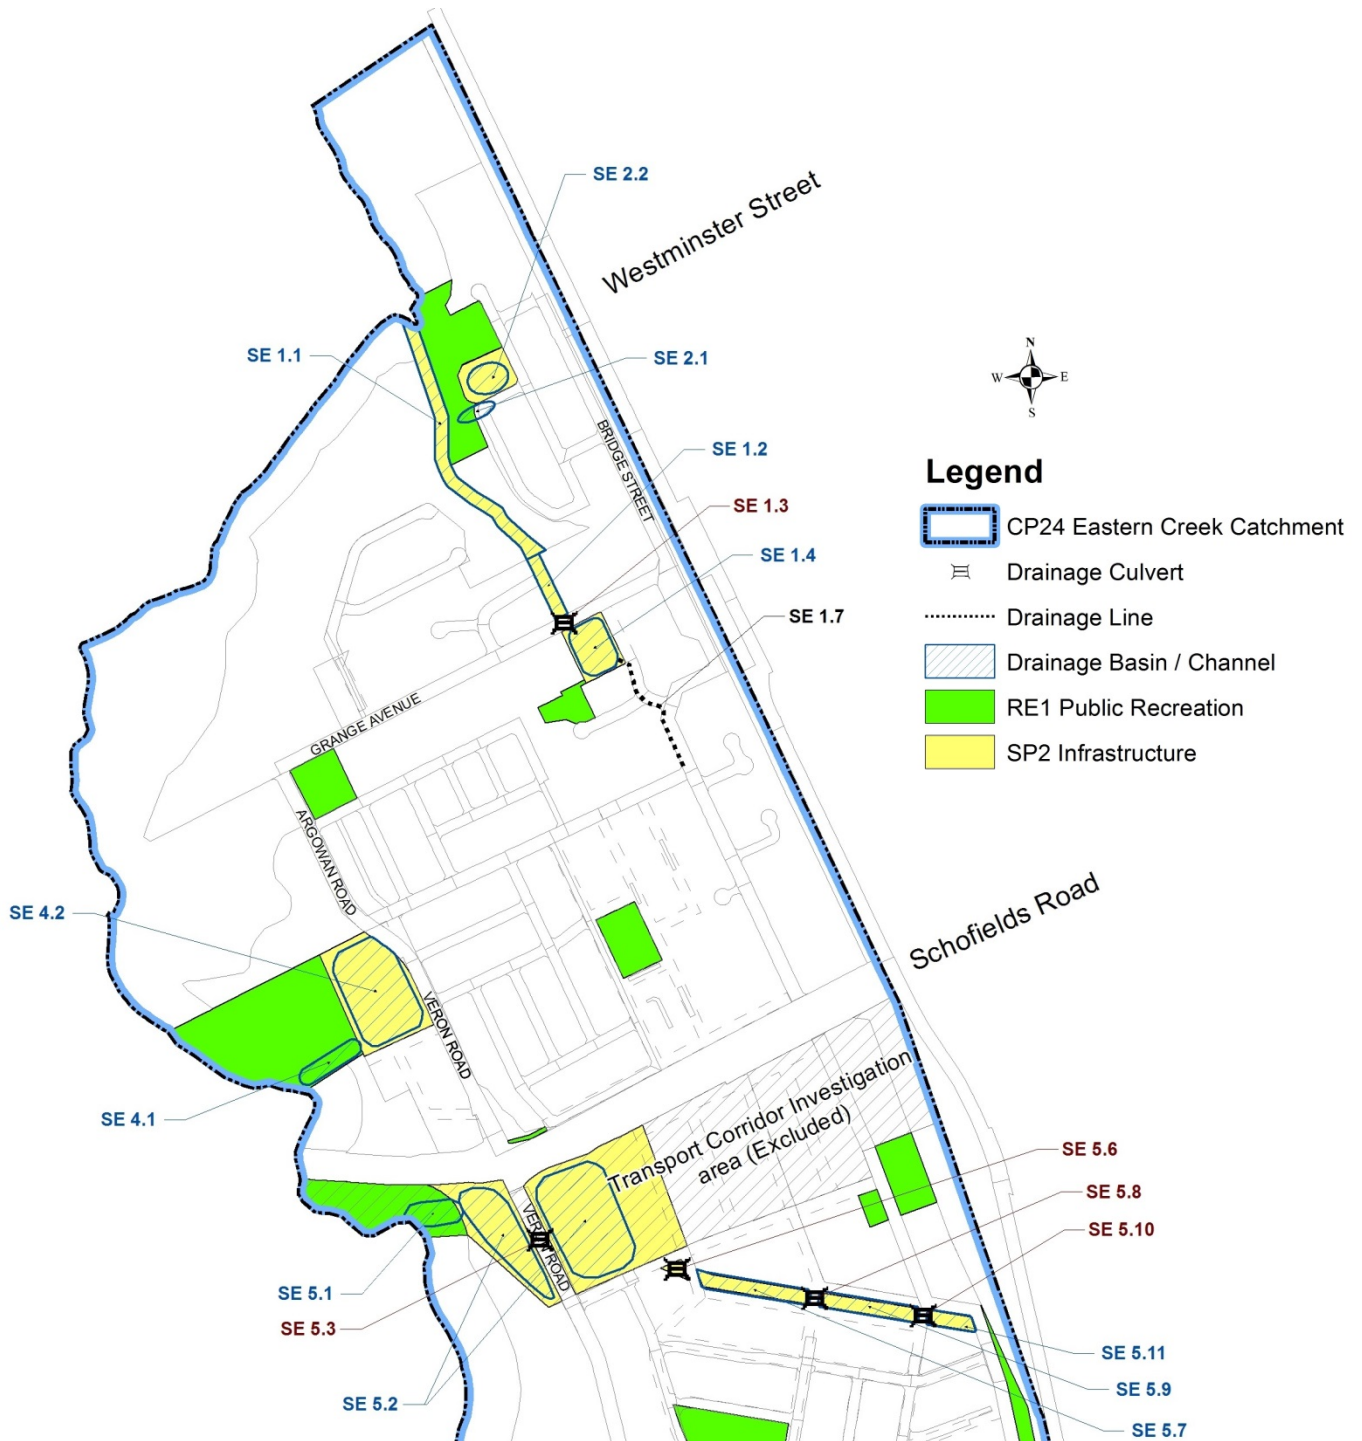 SE 2.2
Westminster Street
SE 1.1
SE 2.1
N
W
E
S
BRIDGE STREET
SE 1.2
SE 1.3
SE 1.4
SE 1.7
Legend
CP24 Eastern Creek Catchment
Drainage Culvert
Drainage Line
Drainage Basin / Channel
RE1 Public Recreation
SP2 Infrastructure
GRANGE AVENUE
ARGOWAN ROAD
SE 4.2
Schofields Road
VERON ROAD
SE 4.1
Transport Corridor Investigation
area (Excluded)
SE 5.6
SE 5.8
SE 5.10
VERON ROAD
SE 5.1
SE 5.3
SE 5.2
SE 5.11
SE 5.9
SE 5.7